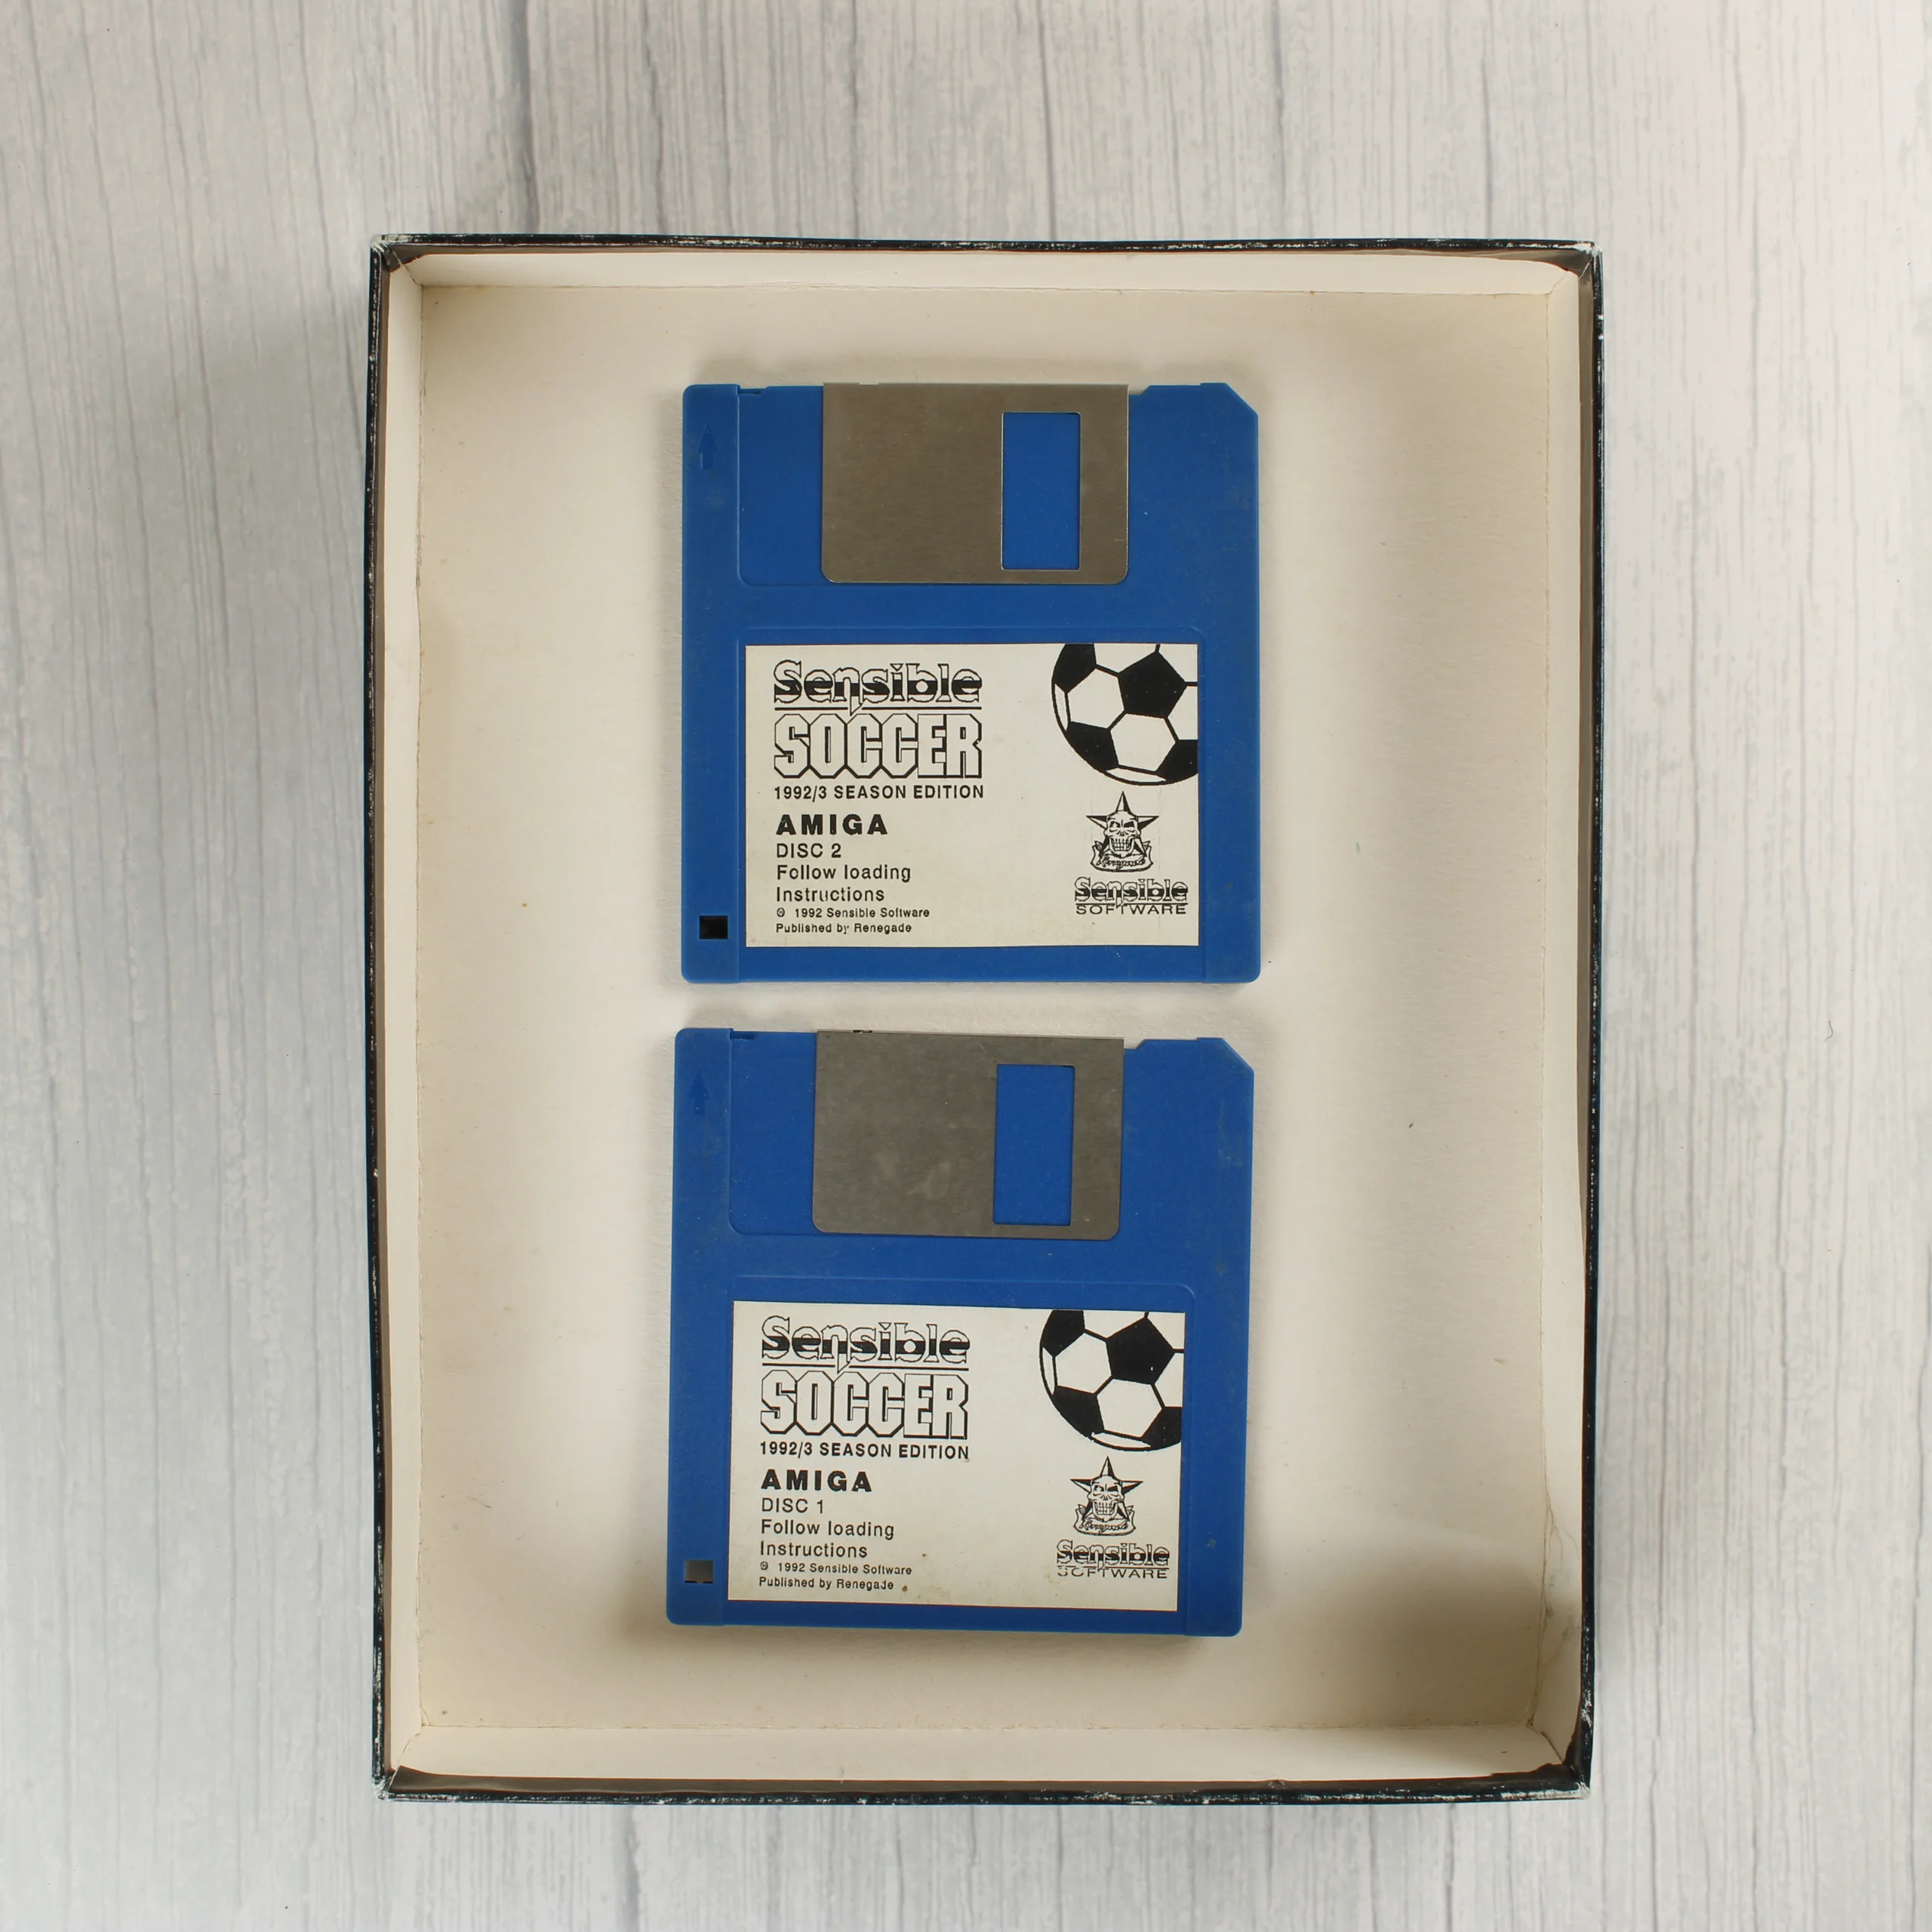 Sensible
SOCCER
1992/3 SEASON EDITION
AMIGA
DISC 2
Follow loading
Instructions
© 1992 Sensible Software
Published by Renegade
Renegade
Sensible
SOFTWARE
Sensible
SOCCER
1992/3 SEASON EDITION
AMIGA
DISC 1
Follow loading
Instructions
© 1992 Sensible Software
Published by Renegade
Renegade
Sensible
SOFTWARE